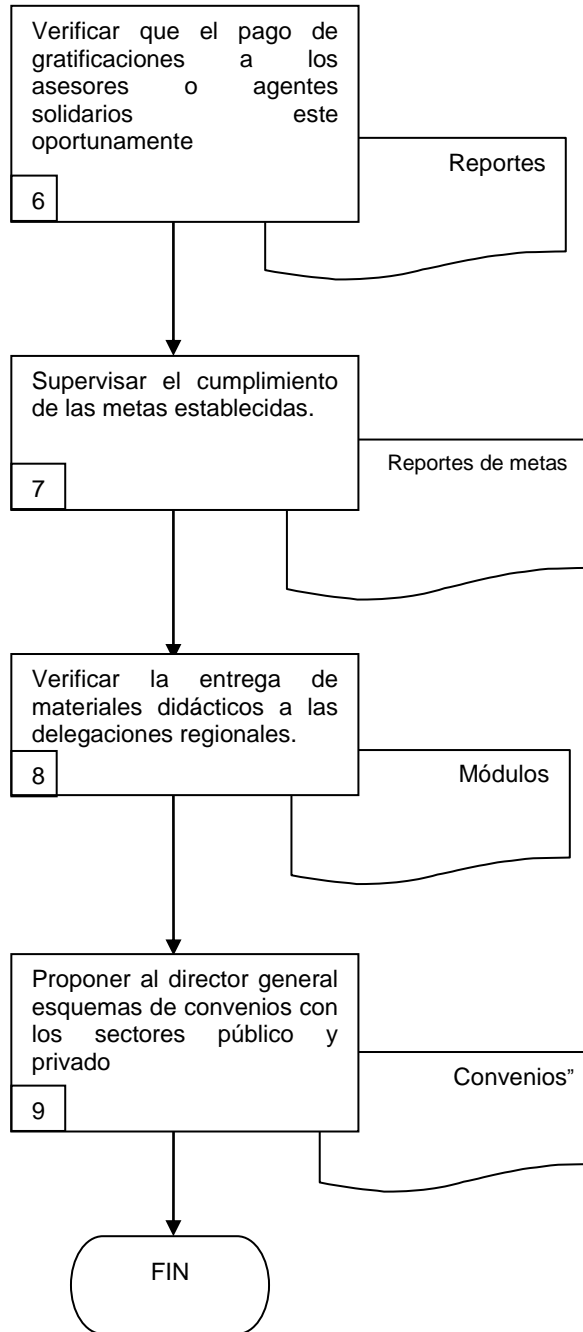 Verificar que el pago de
gratificaciones a los
asesores o agentes
solidarios este
oportunamente
6
Reportes
Supervisar el cumplimiento
de las metas establecidas.
7
Reportes de metas
Verificar la entrega de
materiales didácticos a las
delegaciones regionales.
8
Módulos
Proponer al director general
esquemas de convenios con
los sectores público y
privado
9
Convenios”
FIN